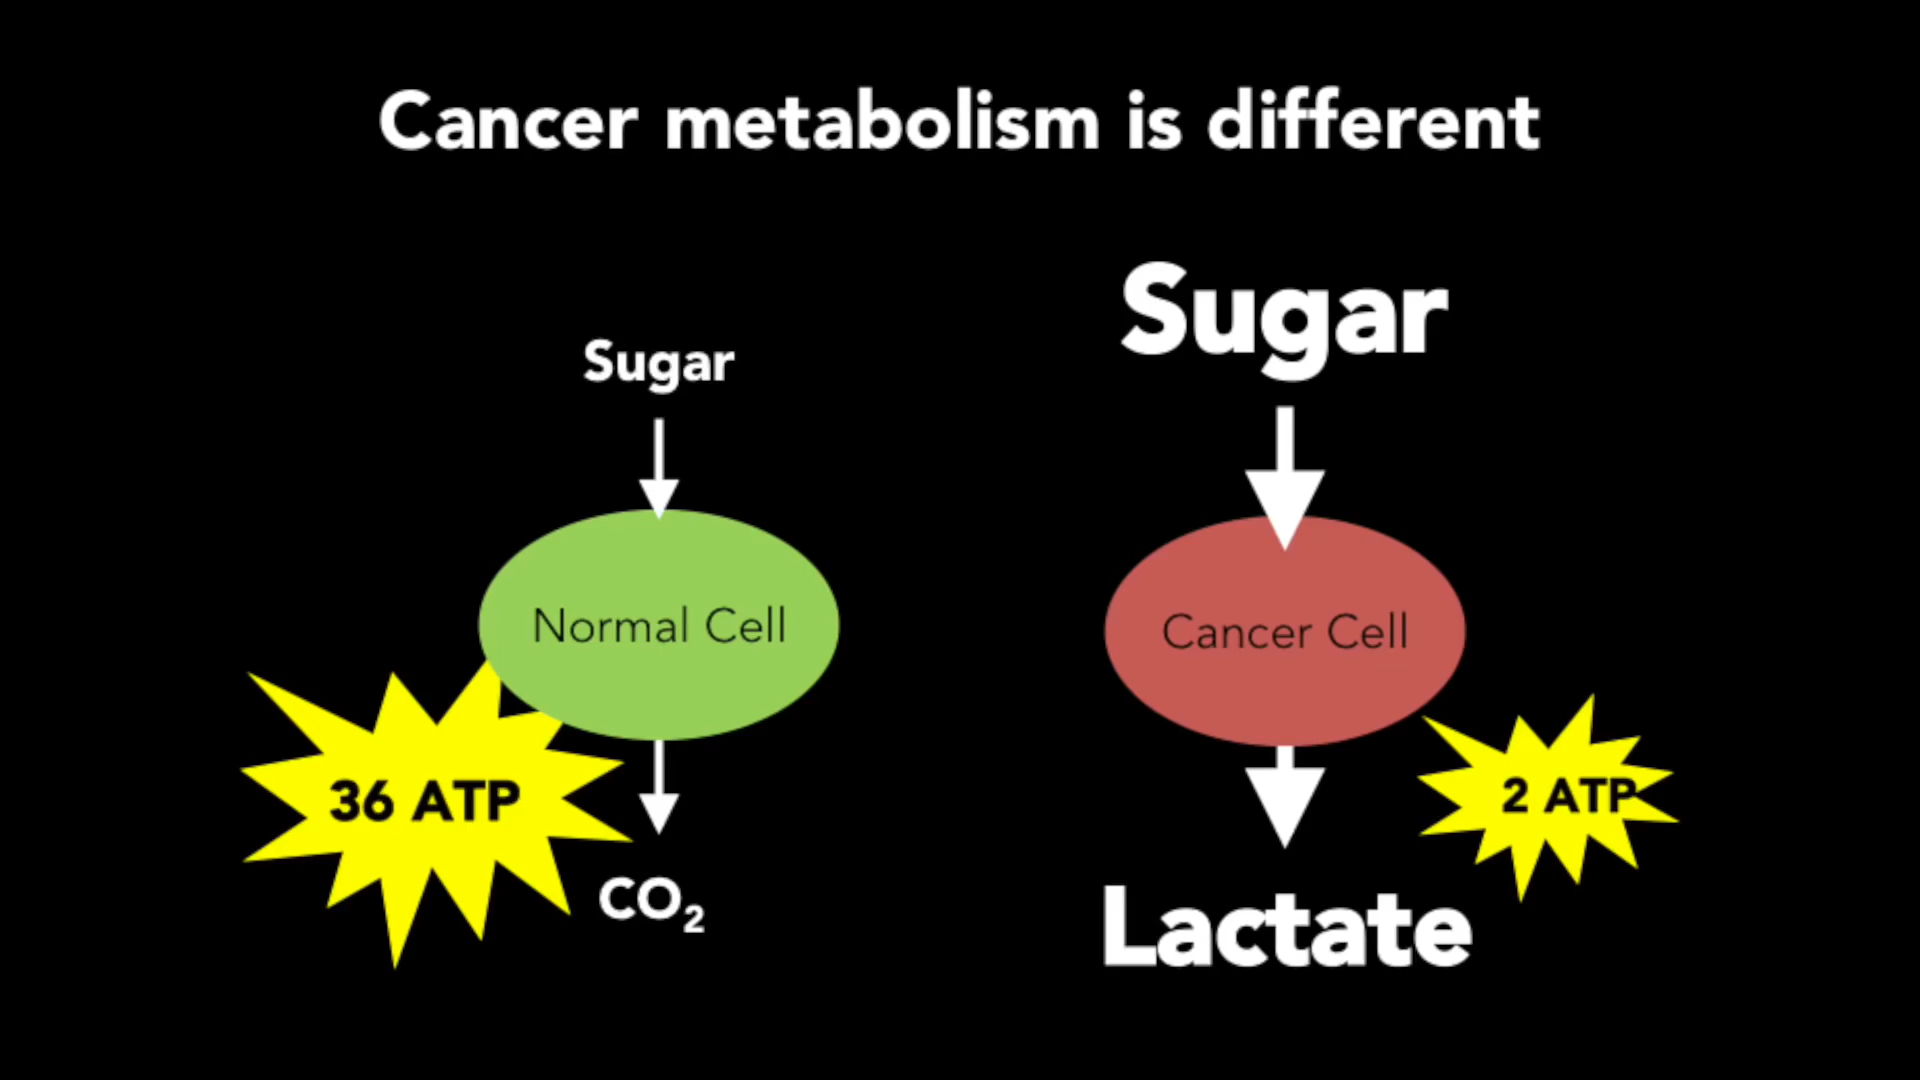 Cancer metabolism is different
Sugar
Normal Cell
36 ATP
CO₂
Sugar
Cancer Cell
2 ATP
Lactate